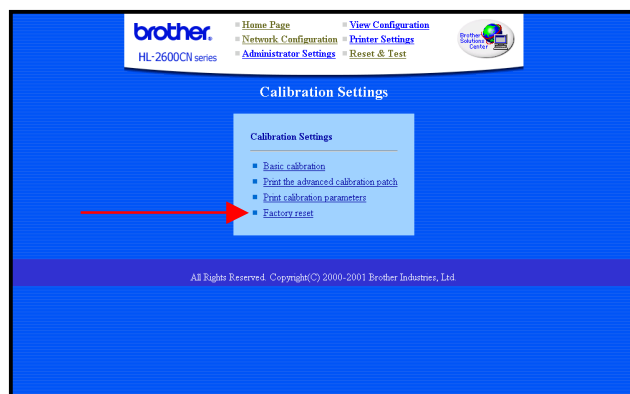 brother®
HL-2600CN series
Home Page
View Configuration
Network Configuration
Printer Settings
Administrator Settings
Reset & Test
Brother
Solutions
Center
Calibration Settings
Calibration Settings
Basic calibration
Print the advanced calibration patch
Print calibration parameters
Factory reset
All Rights Reserved. Copyright(C) 2000-2001 Brother Industries, Ltd.